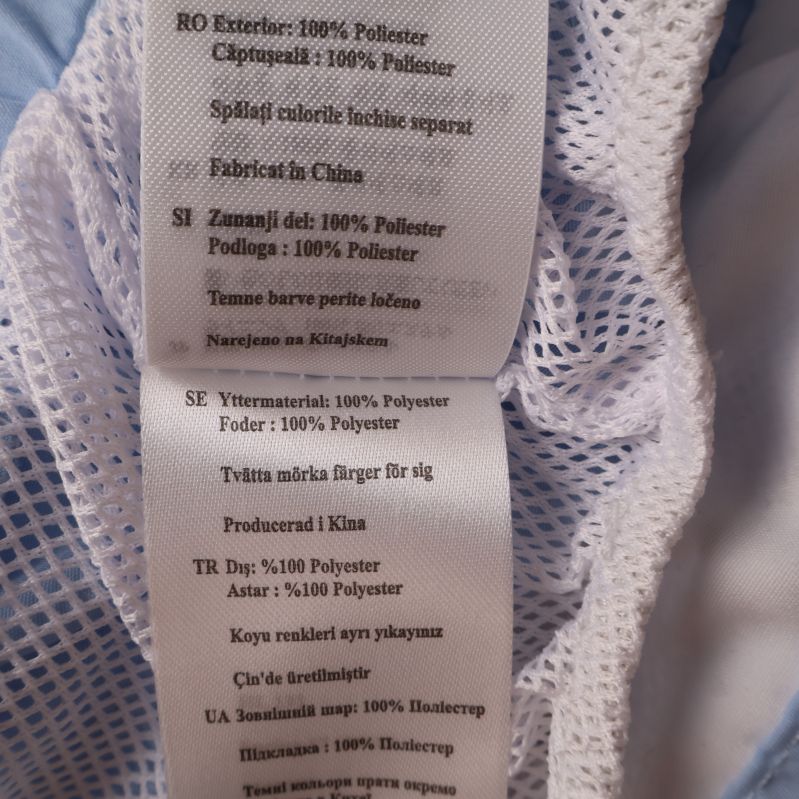 RO Exterior: 100% Poliester
Căptușeală : 100% Poliester
Spălați culorile închise separat
Fabricat în China
SI Zunanji del: 100% Poliester
Podloga : 100% Poliester
Temne barve perite ločeno
Narejeno na Kitajskem
SE Yttermaterial: 100% Polyester
Foder : 100% Polyester
Tvätta mörka färger för sig
Producerad i Kina
TR Dış: %100 Polyester
Astar : %100 Polyester
Koyu renkleri ayrı yıkayınız
Çin'de üretilmiştir
UA Зовнішній шар: 100% Поліестер
Підкладка : 100% Поліестер
Темні кольори прати окремо